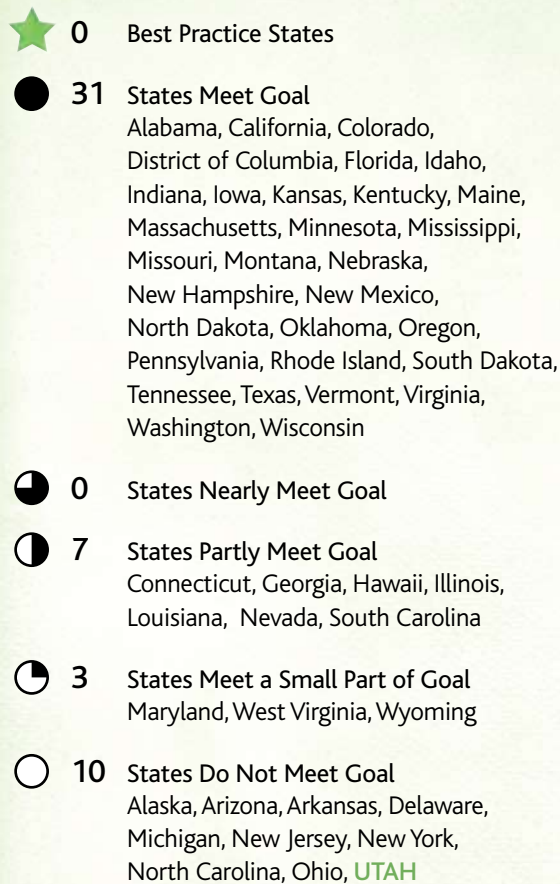 0 Best Practice States
31 States Meet Goal
Alabama, California, Colorado,
District of Columbia, Florida, Idaho,
Indiana, Iowa, Kansas, Kentucky, Maine,
Massachusetts, Minnesota, Mississippi,
Missouri, Montana, Nebraska,
New Hampshire, New Mexico,
North Dakota, Oklahoma, Oregon,
Pennsylvania, Rhode Island, South Dakota,
Tennessee, Texas, Vermont, Virginia,
Washington, Wisconsin
0 States Nearly Meet Goal
7 States Partly Meet Goal
Connecticut, Georgia, Hawaii, Illinois,
Louisiana, Nevada, South Carolina
3 States Meet a Small Part of Goal
Maryland, West Virginia, Wyoming
10 States Do Not Meet Goal
Alaska, Arizona, Arkansas, Delaware,
Michigan, New Jersey, New York,
North Carolina, Ohio, UTAH